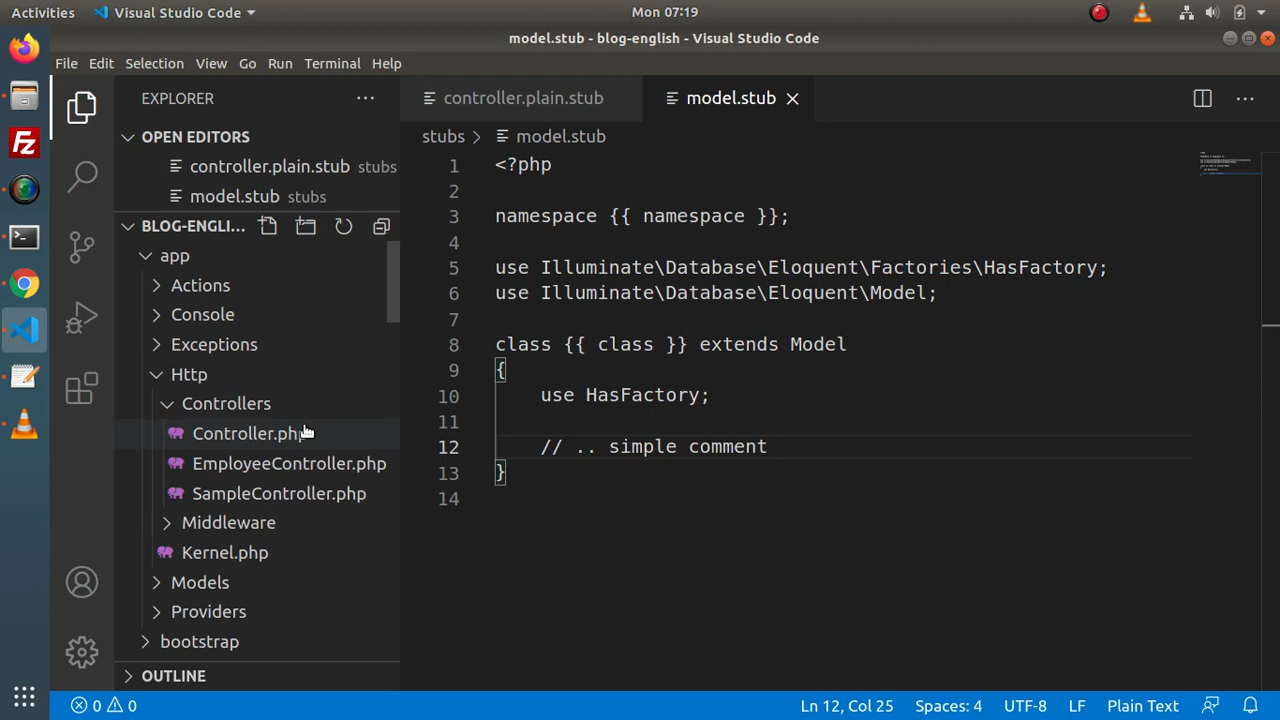 Activities
Visual Studio Code
Mon 07:19
model.stub - blog-english - Visual Studio Code
File Edit Selection View Go Run Terminal Help
EXPLORER
OPEN EDITORS
controller.plain.stub stubs
model.stub stubs
BLOG-ENGLI...
app
Actions
Console
Exceptions
Http
Controllers
Controller.php
EmployeeController.php
SampleController.php
Middleware
Kernel.php
Models
Providers
bootstrap
OUTLINE
controller.plain.stub
model.stub
stubs > model.stub
1 <?php
2
3 namespace {{ namespace }};
4
5 use Illuminate\Database\Eloquent\Factories\HasFactory;
6 use Illuminate\Database\Eloquent\Model;
7
8 class {{ class }} extends Model
9 {
10 use HasFactory;
11
12 // .. simple comment
13 }
14
0 0
Ln 12, Col 25 Spaces: 4 UTF-8 LF Plain Text